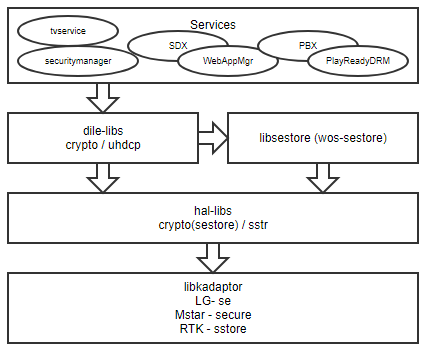 Services
tvservice
SDX
PBX
securitymanager
WebAppMgr
PlayReadyDRM
dile-libs
crypto / uhdcp
libsestore (wos-sestore)
hal-libs
crypto(sestore) / sstr
libkadaptor
LG- se
Mstar - secure
RTK - sstore